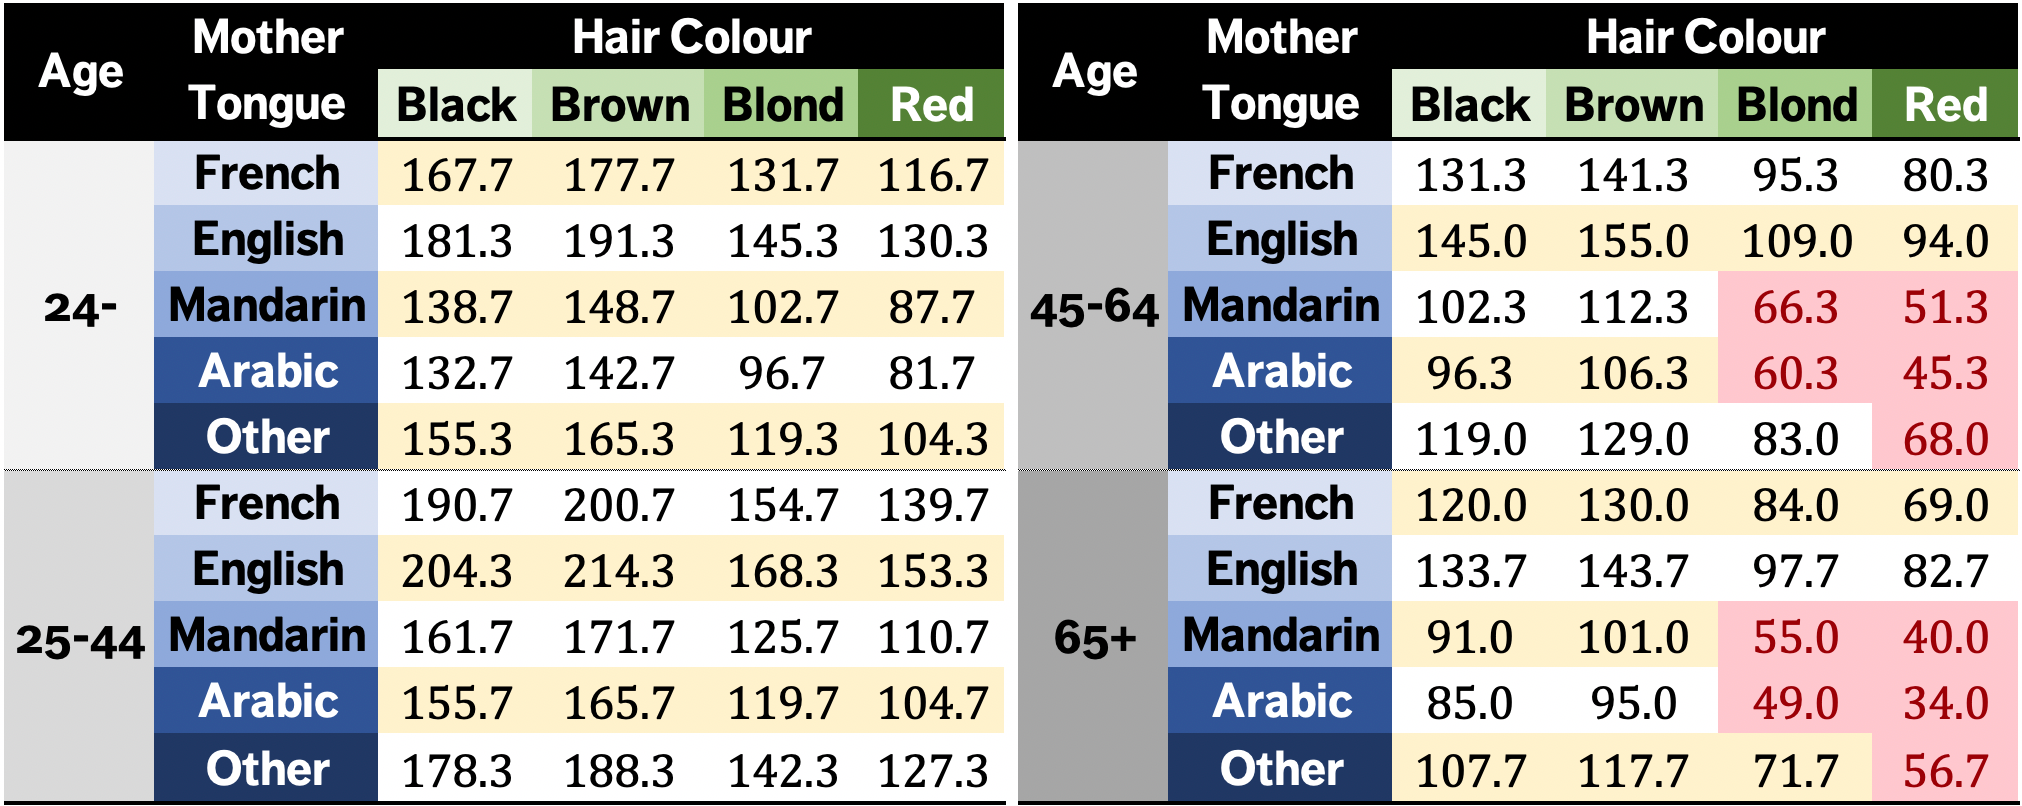 Age Mother Tongue Hair Colour
Black Brown Blond Red
24-
French 167.7 177.7 131.7 116.7
English 181.3 191.3 145.3 130.3
Mandarin 138.7 148.7 102.7 87.7
Arabic 132.7 142.7 96.7 81.7
Other 155.3 165.3 119.3 104.3
25-44
French 190.7 200.7 154.7 139.7
English 204.3 214.3 168.3 153.3
Mandarin 161.7 171.7 125.7 110.7
Arabic 155.7 165.7 119.7 104.7
Other 178.3 188.3 142.3 127.3
Age Mother Tongue Hair Colour
Black Brown Blond Red
45-64
French 131.3 141.3 95.3 80.3
English 145.0 155.0 109.0 94.0
Mandarin 102.3 112.3 66.3 51.3
Arabic 96.3 106.3 60.3 45.3
Other 119.0 129.0 83.0 68.0
65+
French 120.0 130.0 84.0 69.0
English 133.7 143.7 97.7 82.7
Mandarin 91.0 101.0 55.0 40.0
Arabic 85.0 95.0 49.0 34.0
Other 107.7 117.7 71.7 56.7